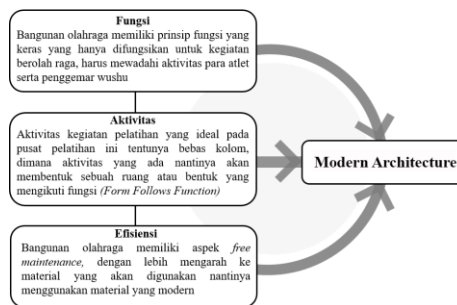 Fungsi
Bangunan olahraga memiliki prinsip fungsi yang
keras yang hanya difungsikan untuk kegiatan
berolah raga, harus mewadahi aktivitas para atlet
serta penggemar wushu
Aktivitas
Aktivitas kegiatan pelatihan yang ideal pada
pusat pelatihan ini tentunya bebas kolom,
dimana aktivitas yang ada nantinya akan
membentuk sebuah ruang atau bentuk yang
mengikuti fungsi (Form Follows Function)
Modern Architecture
Efisiensi
Bangunan olahraga memiliki aspek free
maintenance, dengan lebih mengarah ke
material yang akan digunakan nantinya
menggunakan material yang modern